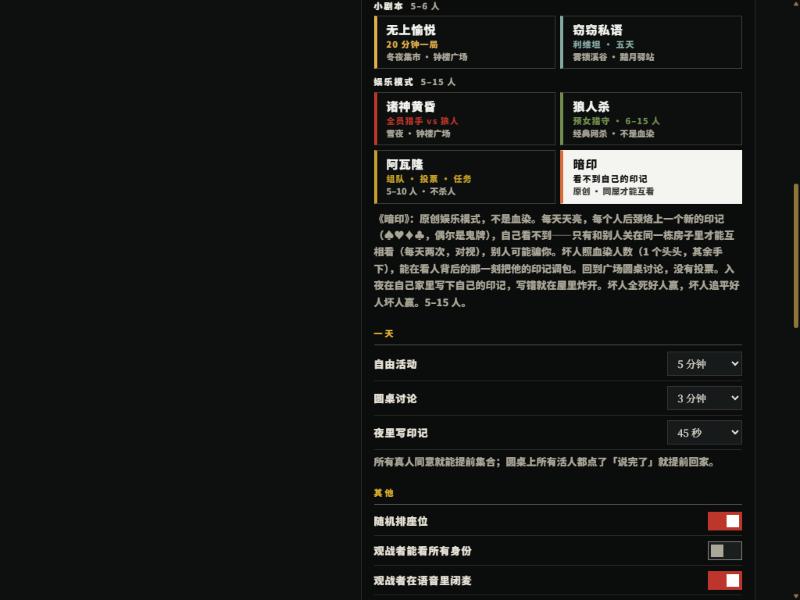 小剧本 5–6 人
无上愉悦
20 分钟一局
冬夜集市 · 钟楼广场
窃窃私语
利维坦 · 五天
雾锁溪谷 · 黯月驿站
娱乐模式 5–15 人
诸神黄昏
全员猎手 vs 狼人
雪夜 · 钟楼广场
狼人杀
预女猎守 · 6–15 人
经典网杀 · 不是血染
阿瓦隆
组队 · 投票 · 任务
5–10 人 · 不杀人
暗印
看不到自己的印记
原创 · 同屋才能互看
《暗印》：原创娱乐模式，不是血染。每天天亮，每个人后颈烙上一个新的印记
（♠♥♦♣，偶尔是鬼牌），自己看不到——只有和别人关在同一栋房子里才能互
相看（每天两次，对视），别人可能骗你。坏人照血染人数（1 个头头，其余手
下），能在看人背后的那一刻把他的印记调包。回到广场圆桌讨论，没有投票。入
夜在自己家里写下自己的印记，写错就在屋里炸开。坏人全死好人赢，坏人追平好
人坏人赢。5–15 人。
一天
自由活动
5 分钟
圆桌讨论
3 分钟
夜里写印记
45 秒
所有真人同意就能提前集合；圆桌上所有活人都点了「说完了」就提前回家。
其他
随机排座位
观战者能看所有身份
观战者在语音里闭麦